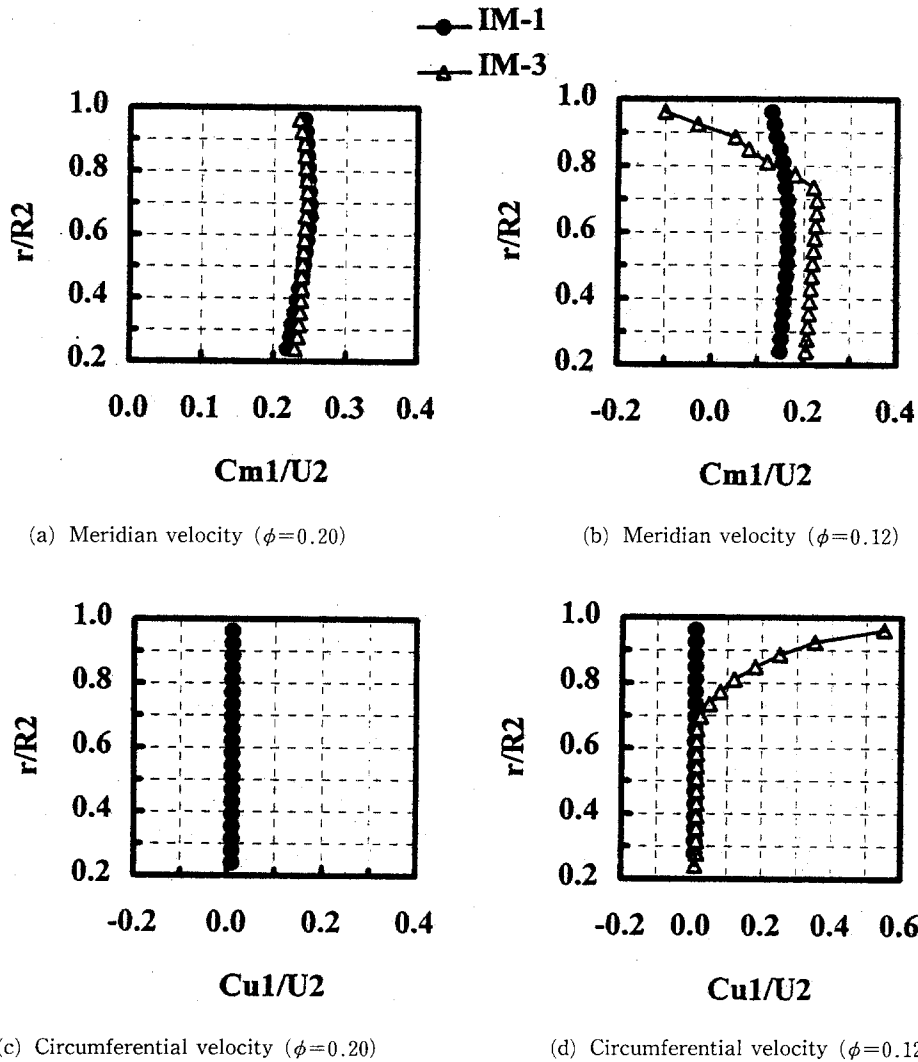 IM-1
IM-3
1.0
0.8
0.6
0.4
0.2
r/R2
0.0 0.1 0.2 0.3 0.4
Cm1/U2
(a) Meridian velocity (ϕ=0.20)
1.0
0.8
0.6
0.4
0.2
r/R2
-0.2 0.0 0.2 0.4
Cm1/U2
(b) Meridian velocity (ϕ=0.12)
1.0
0.8
0.6
0.4
0.2
r/R2
-0.2 0.0 0.2 0.4
Cu1/U2
(c) Circumferential velocity (ϕ=0.20)
1.0
0.8
0.6
0.4
0.2
r/R2
-0.2 0.0 0.2 0.4 0.6
Cu1/U2
(d) Circumferential velocity (ϕ=0.12